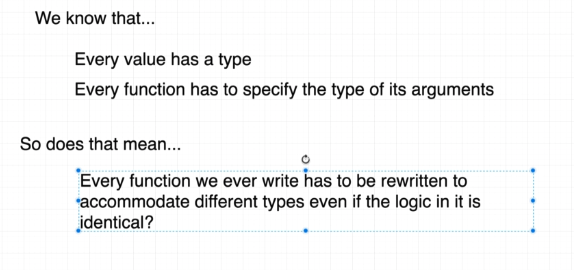 We know that...
Every value has a type
Every function has to specify the type of its arguments
So does that mean...
Every function we ever write has to be rewritten to
accommodate different types even if the logic in it is
identical?